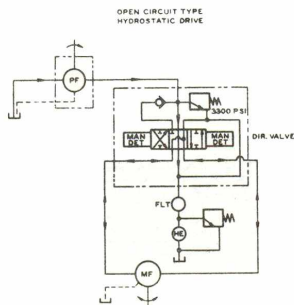 OPEN CIRCUIT TYPE
HYDROSTATIC DRIVE
PF
3300 PSI
MAN DET
MAN DET
DIR. VALVE
FLT
HE
MF